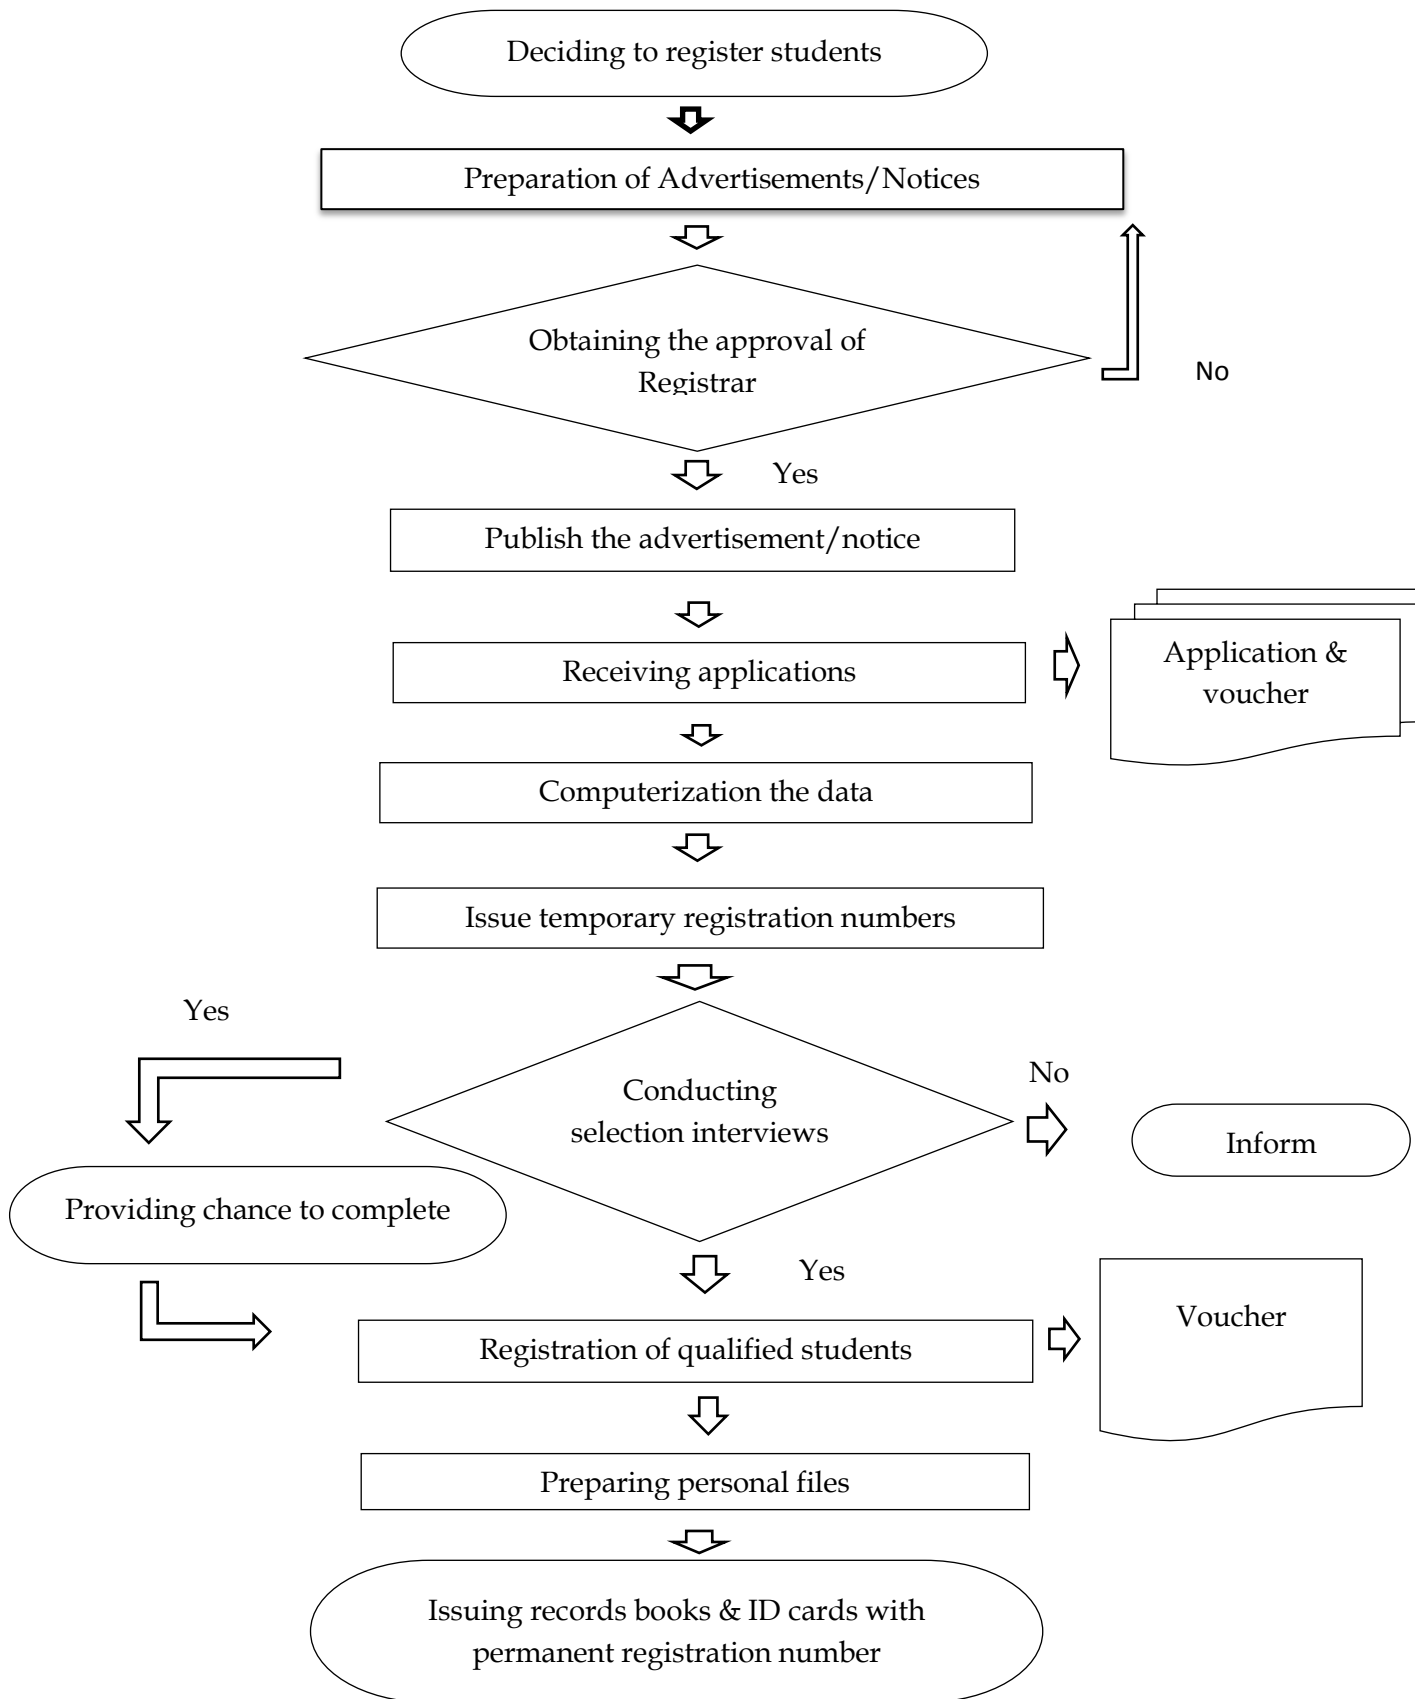 Deciding to register students
Preparation of Advertisements/Notices
Obtaining the approval of
Registrar
No
Yes
Publish the advertisement/notice
Receiving applications
Application &
voucher
Computerization the data
Issue temporary registration numbers
Yes
Conducting
selection interviews
No
Inform
Providing chance to complete
Yes
Registration of qualified students
Voucher
Preparing personal files
Issuing records books & ID cards with
permanent registration number